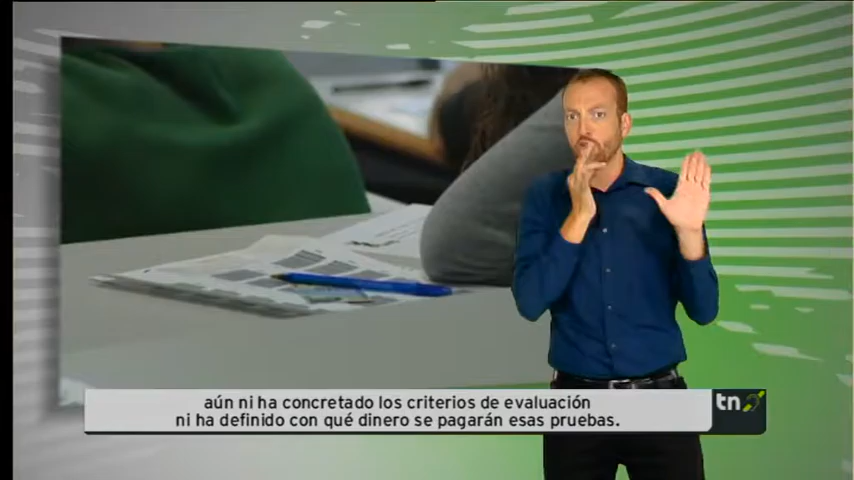 aún ni ha concretado los criterios de evaluación
ni ha definido con qué dinero se pagarán esas pruebas.
tn